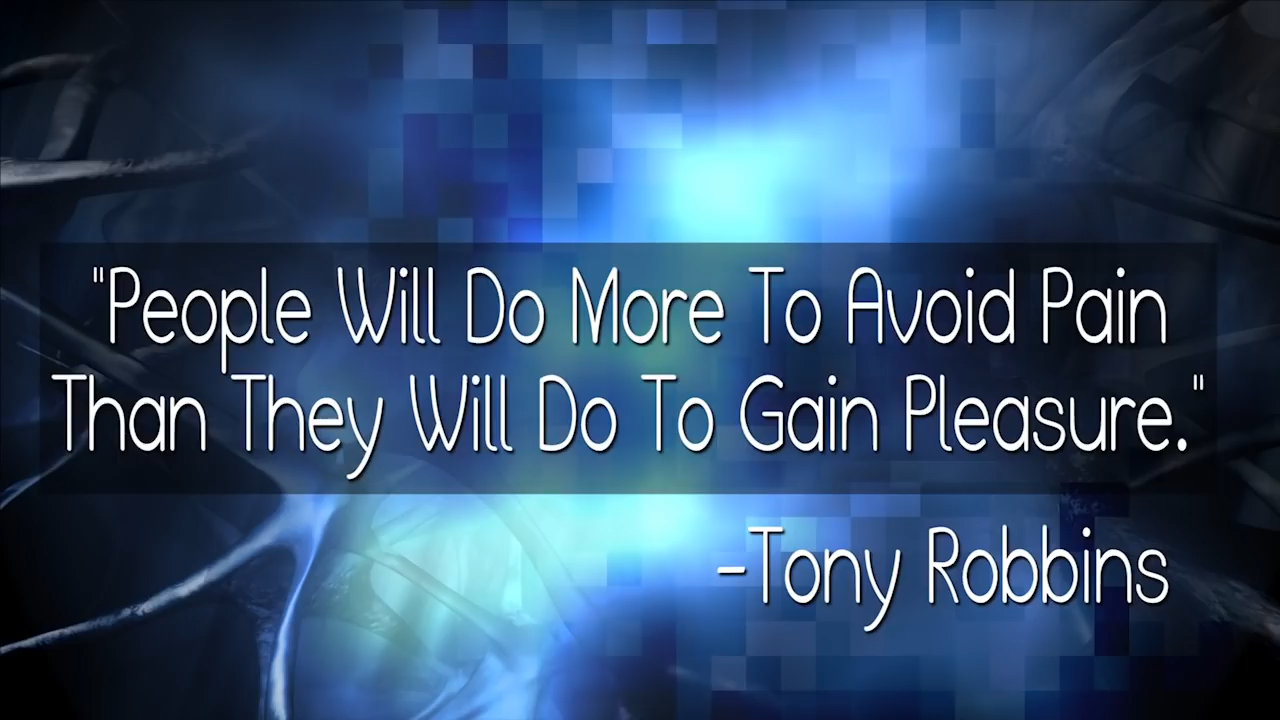 "People Will Do More To Avoid Pain
Than They Will Do To Gain Pleasure."
-Tony Robbins